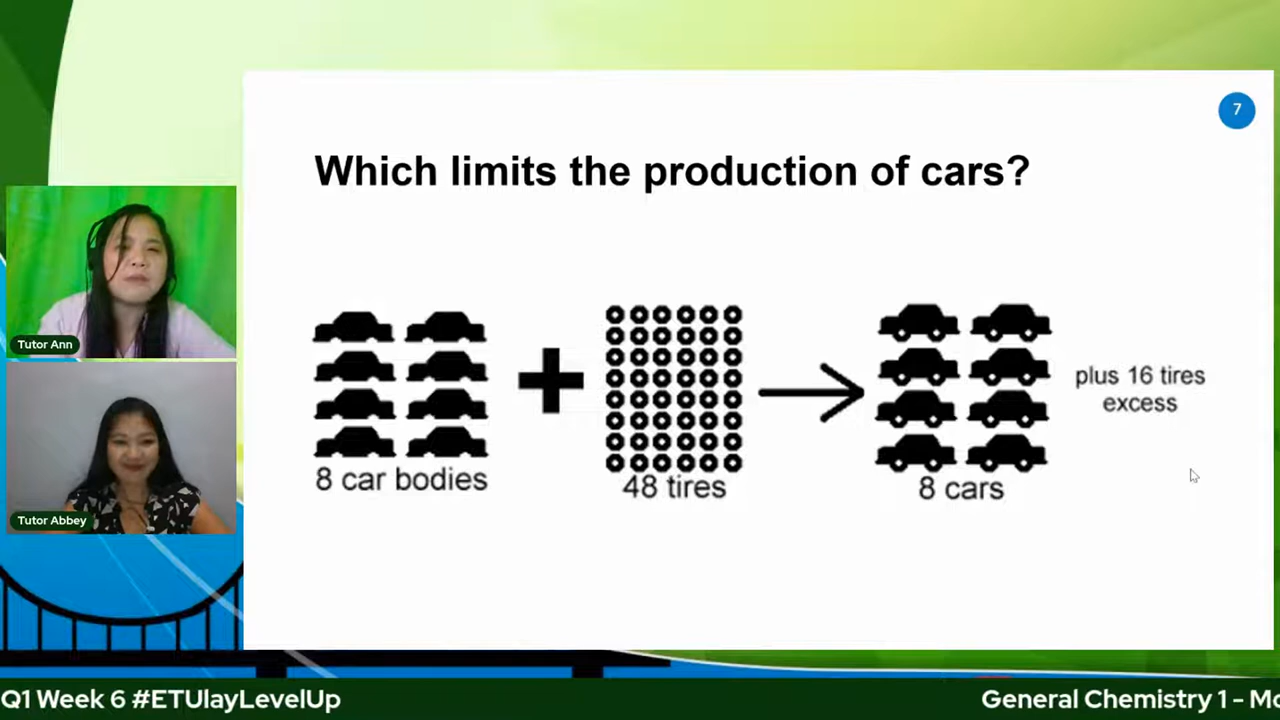 7
Which limits the production of cars?
Tutor Ann
Tutor Abbey
8 car bodies
48 tires
8 cars
plus 16 tires
excess
Q1 Week 6 #ETUlayLevelUp
General Chemistry 1 - Mo